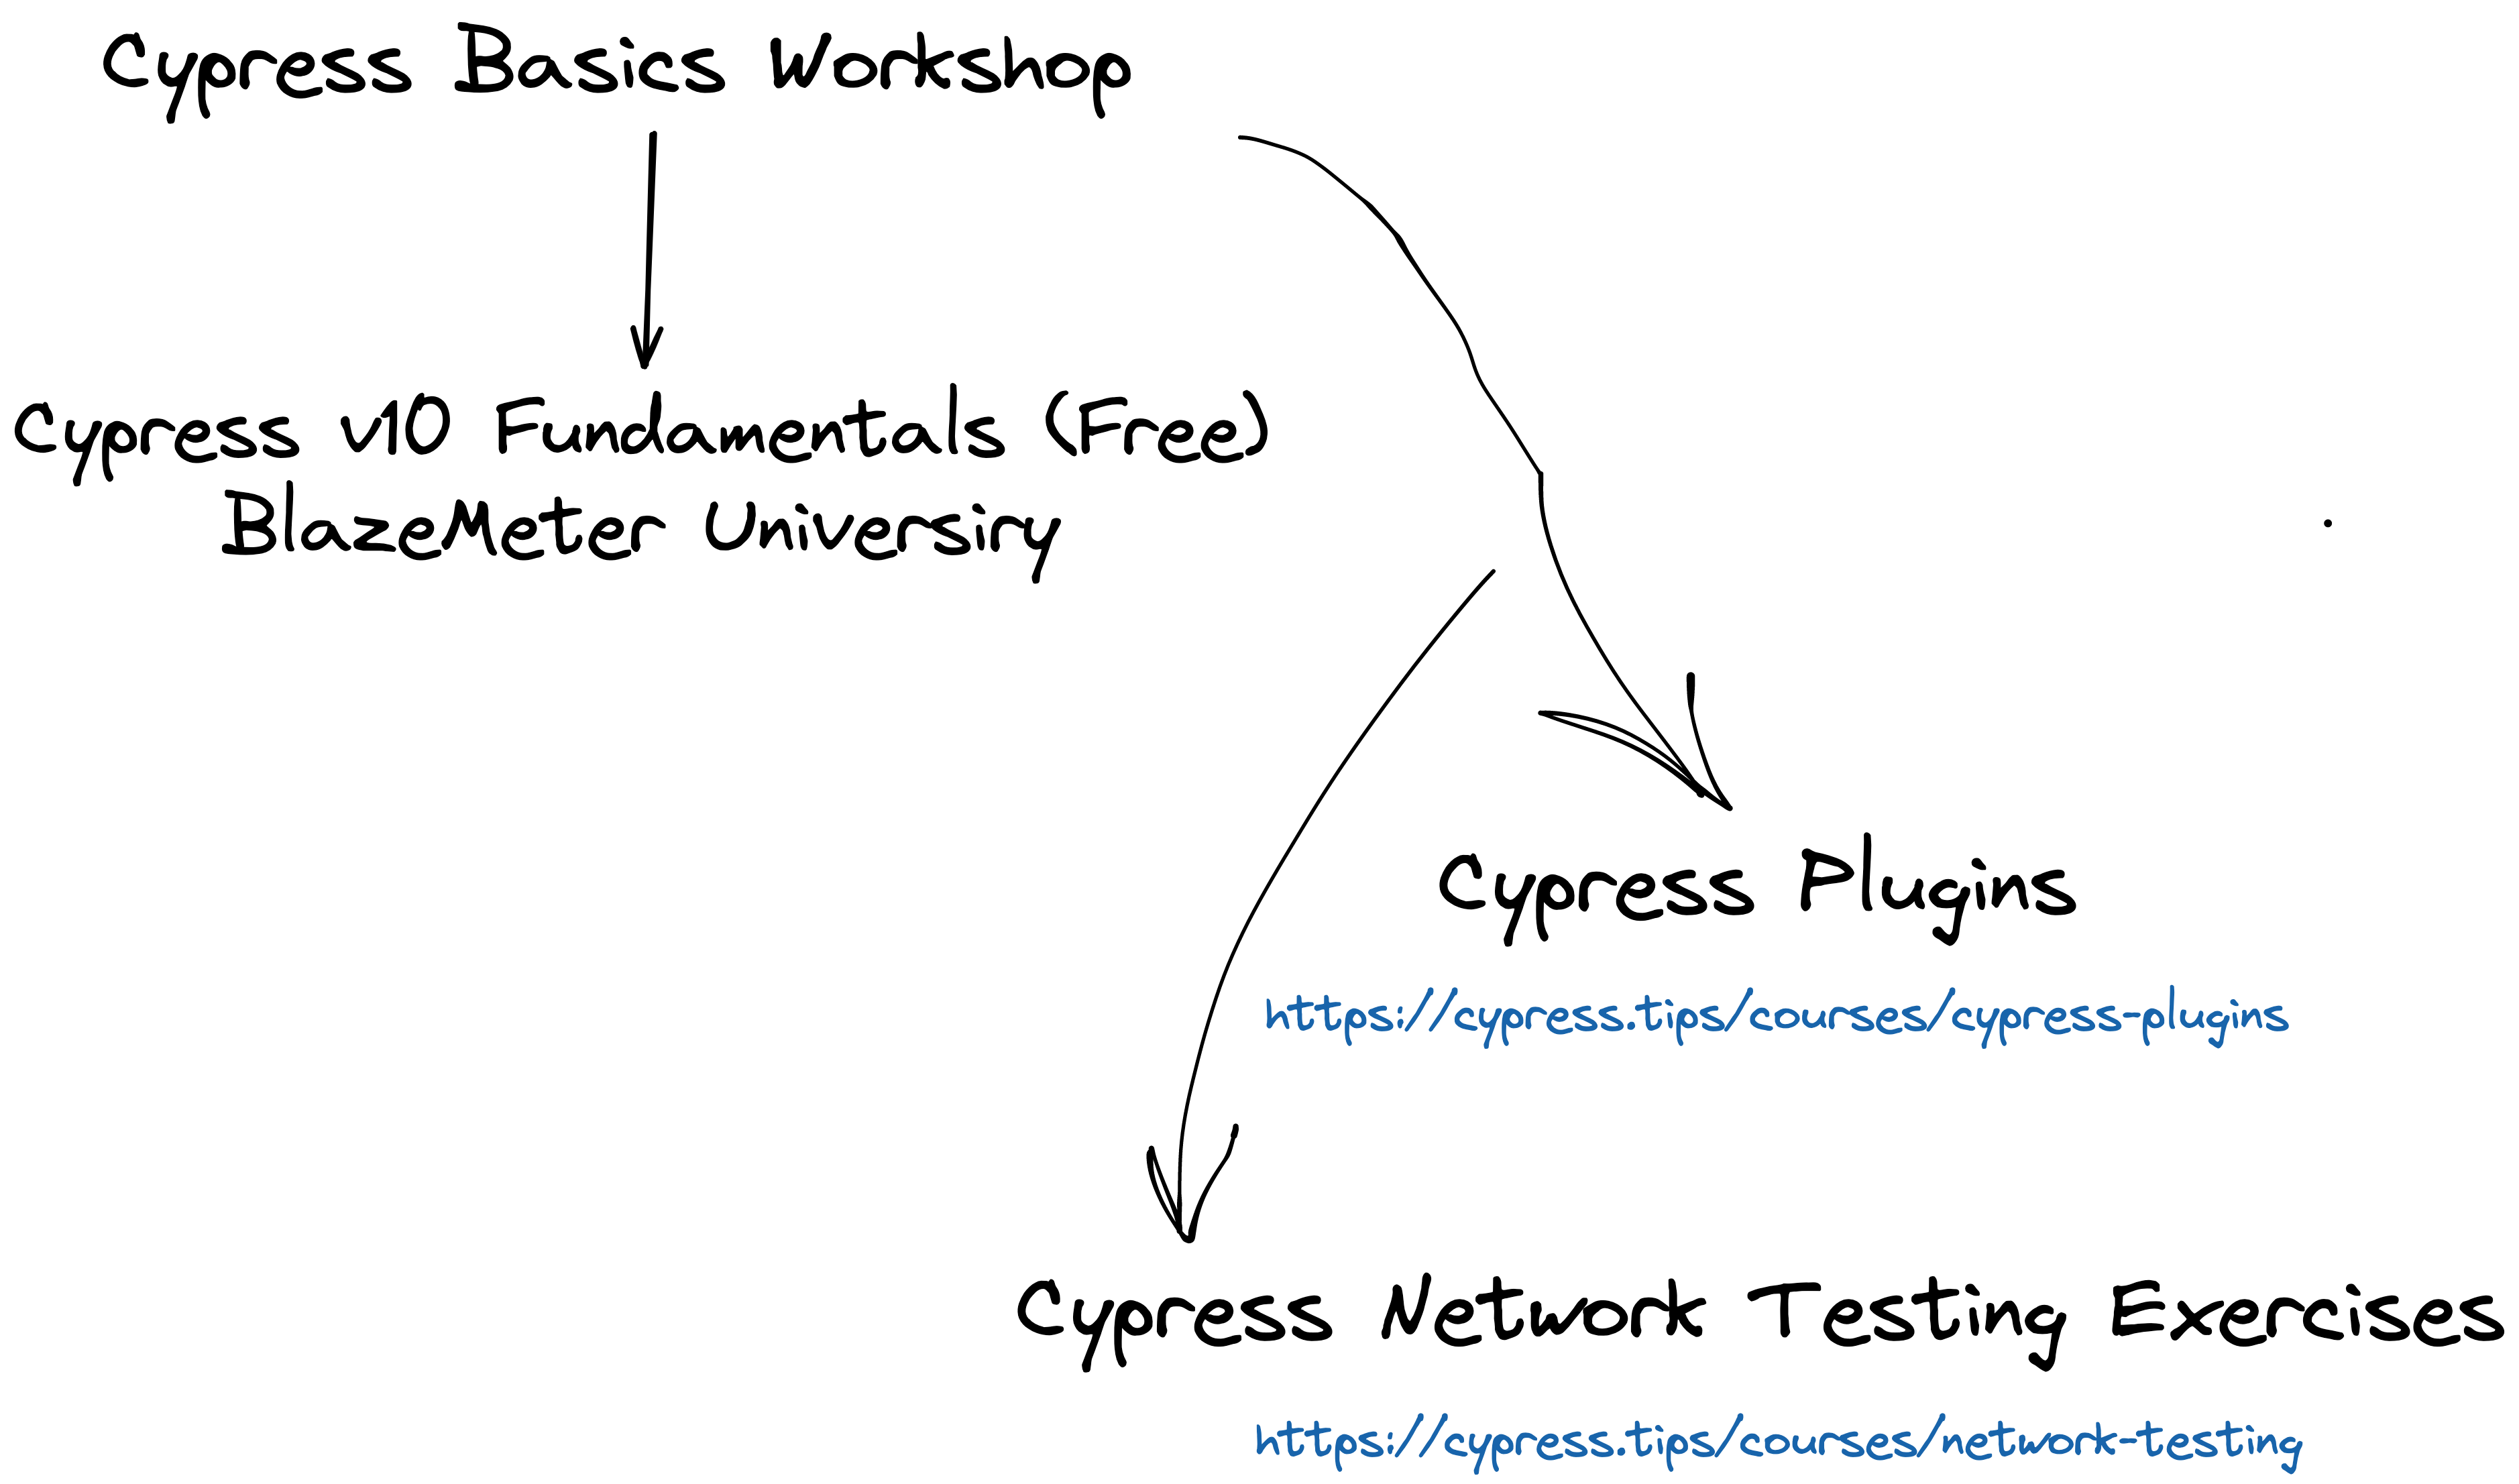 Cypress Basics Workshop
Cypress v10 Fundamentals (Free)
BlazeMeter Universiry
Cypress Plugins
https://cypress.tips/courses/cypress-plugins
Cypress Network Testing Exercises
https://cypress.tips/courses/network-testing